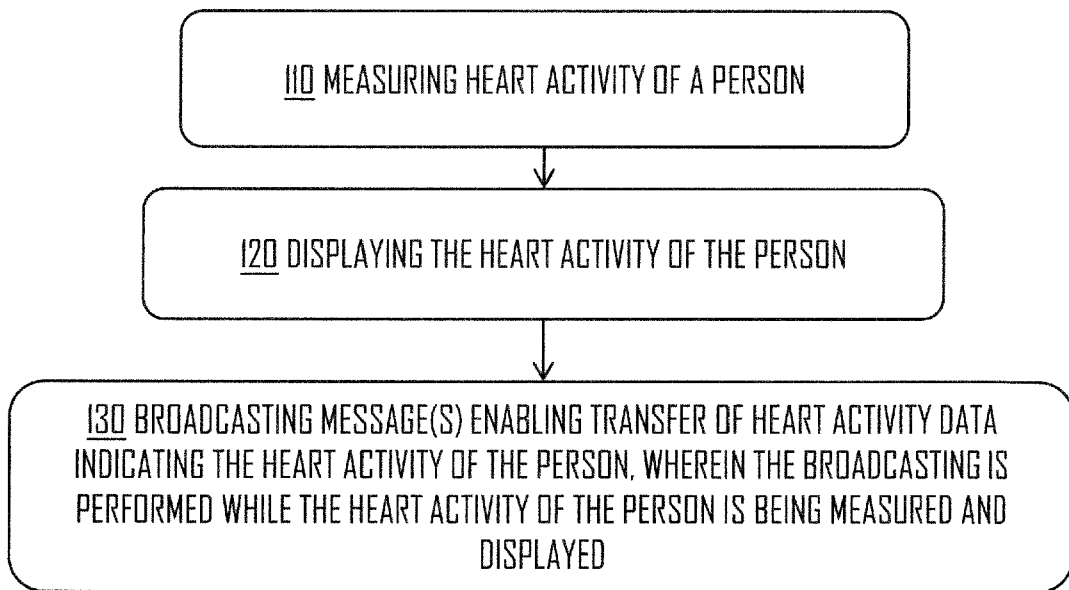 110 MEASURING HEART ACTIVITY OF A PERSON
120 DISPLAYING THE HEART ACTIVITY OF THE PERSON
130 BROADCASTING MESSAGE(S) ENABLING TRANSFER OF HEART ACTIVITY DATA
INDICATING THE HEART ACTIVITY OF THE PERSON, WHEREIN THE BROADCASTING IS
PERFORMED WHILE THE HEART ACTIVITY OF THE PERSON IS BEING MEASURED AND
DISPLAYED